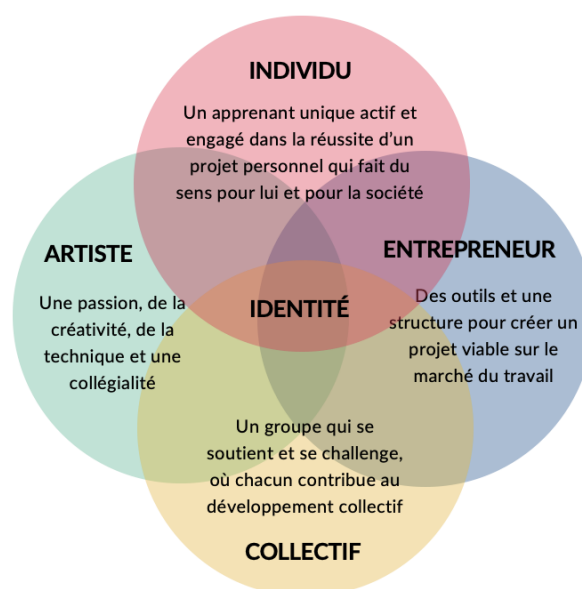 INDIVIDU
Un apprenant unique actif et
engagé dans la réussite d'un
projet personnel qui fait du
sens pour lui et pour la société
ARTISTE
Une passion, de la
créativité, de la
technique et une
collégialité
IDENTITÉ
ENTREPRENEUR
Des outils et une
structure pour créer un
projet viable sur le
marché du travail
Un groupe qui se
soutient et se challenge,
où chacun contribue au
développement collectif
COLLECTIF